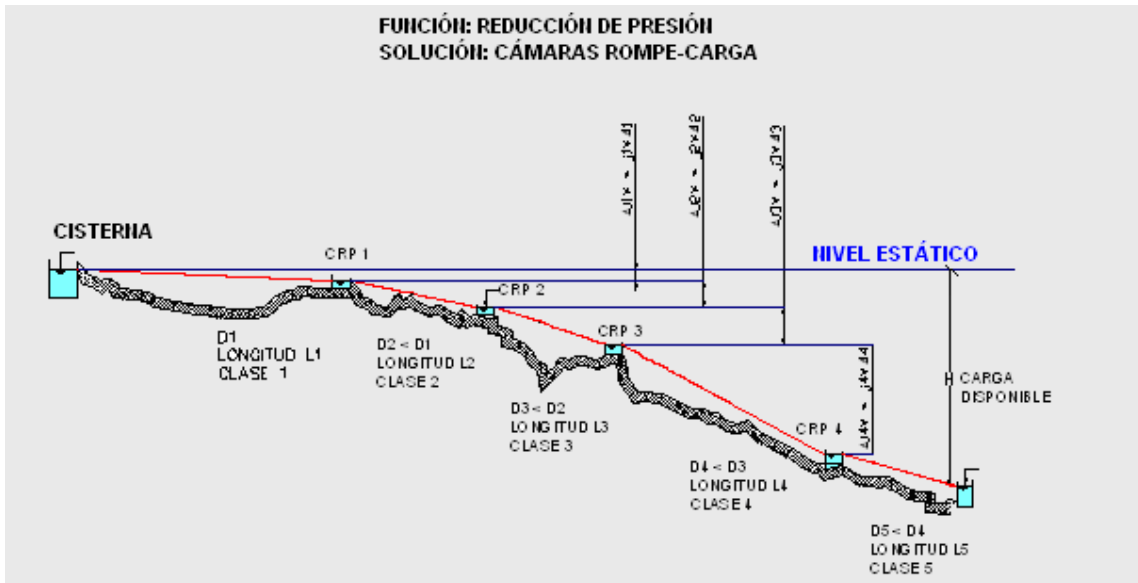 FUNCIÓN: REDUCCIÓN DE PRESIÓN
SOLUCIÓN: CÁMARAS ROMPE-CARGA
CISTERNA
NIVEL ESTÁTICO
CRP 1
CRP 2
CRP 3
CRP 4
D1
LONGITUD L1
CLASE 1
D2 < D1
LONGITUD L2
CLASE 2
D3 < D2
LONGITUD L3
CLASE 3
D4 < D3
LONGITUD L4
CLASE 4
D5 < D4
LONGITUD L5
CLASE 5
H CARGA
DISPONIBLE